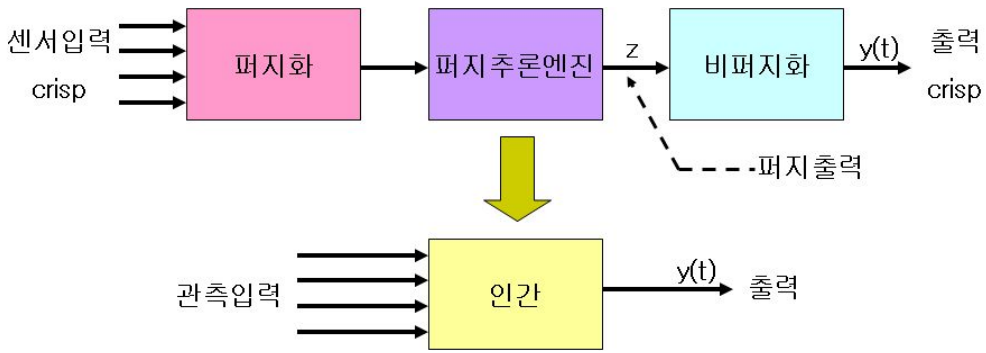 센서입력
crisp
퍼지화
퍼지추론엔진
z
비퍼지화
y(t)
출력
crisp
퍼지출력
관측입력
인간
y(t)
출력